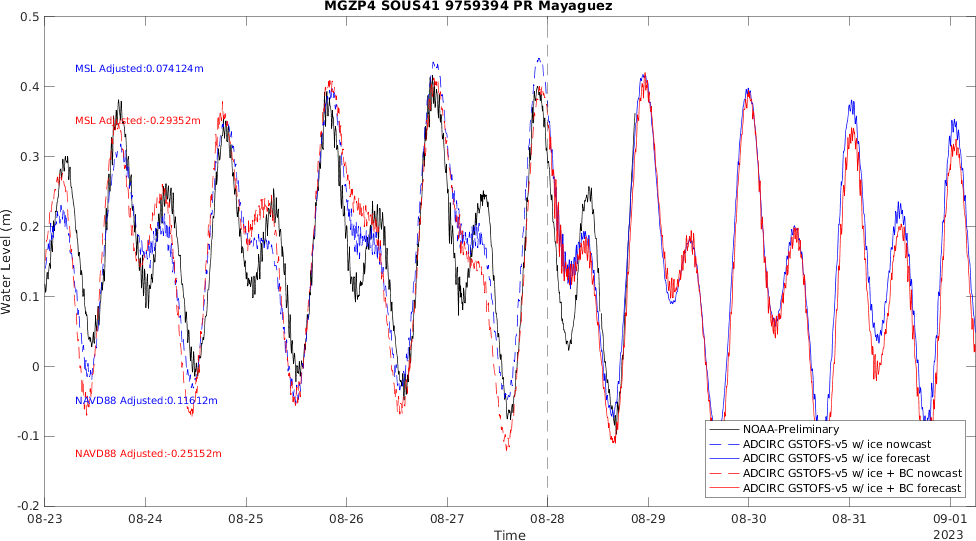 MGZP4 SOUS41 9759394 PR Mayaguez
0.5
0.4
0.3
0.2
0.1
0
-0.1
-0.2
Water Level (m)
MSL Adjusted:0.074124m
MSL Adjusted:-0.29352m
NAVD88 Adjusted:0.11612m
NAVD88 Adjusted:-0.25152m
NOAA-Preliminary
ADCIRC GSTOFS-v5 w/ ice nowcast
ADCIRC GSTOFS-v5 w/ ice forecast
ADCIRC GSTOFS-v5 w/ ice + BC nowcast
ADCIRC GSTOFS-v5 w/ ice + BC forecast
08-23 08-24 08-25 08-26 08-27 08-28 08-29 08-30 08-31 09-01
2023
Time